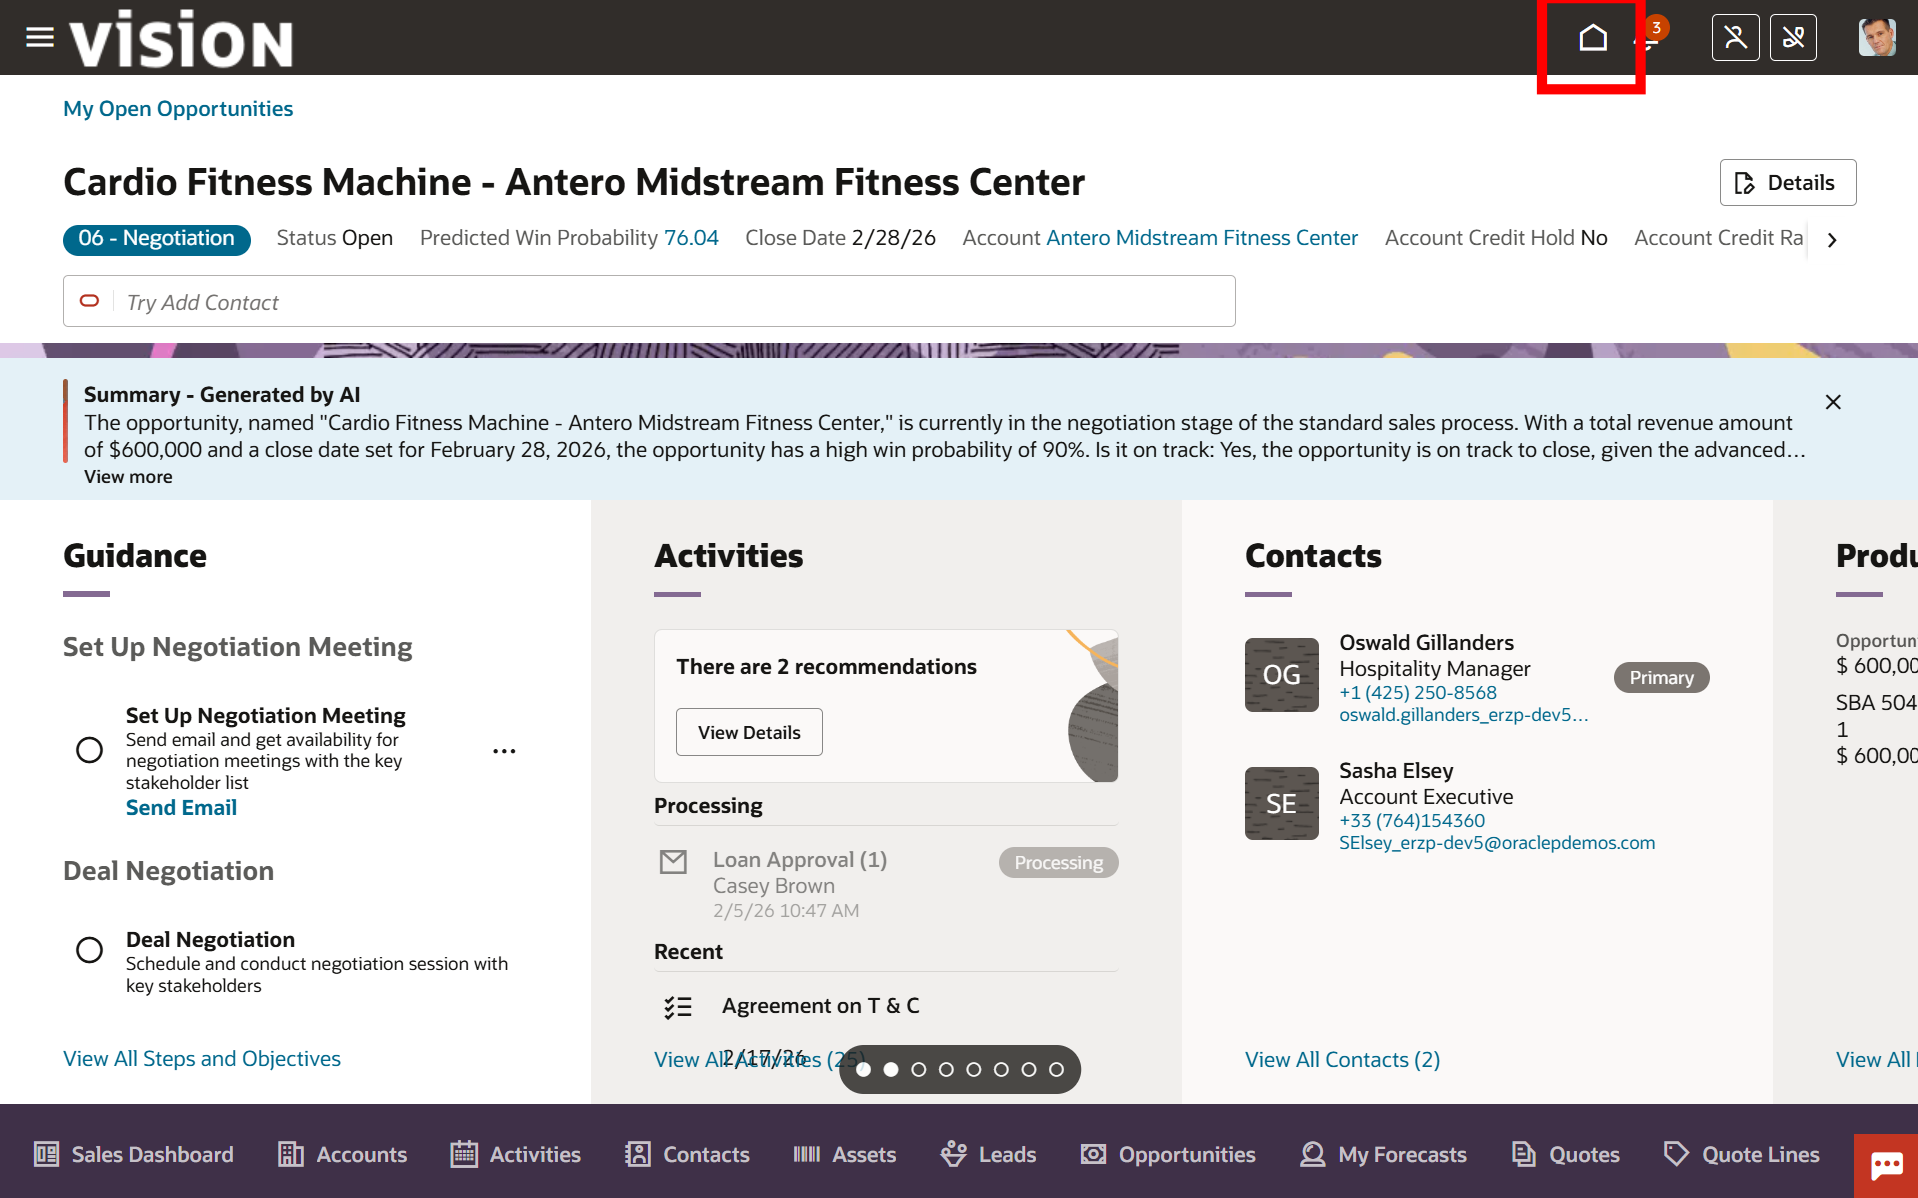 vision
3
My Open Opportunities
Cardio Fitness Machine - Antero Midstream Fitness Center
Details
06 - Negotiation Status Open Predicted Win Probability 76.04 Close Date 2/28/26 Account Antero Midstream Fitness Center Account Credit Hold No Account Credit Ra
Try Add Contact
Summary - Generated by AI
The opportunity, named "Cardio Fitness Machine - Antero Midstream Fitness Center," is currently in the negotiation stage of the standard sales process. With a total revenue amount
of $600,000 and a close date set for February 28, 2026, the opportunity has a high win probability of 90%. Is it on track: Yes, the opportunity is on track to close, given the advanced...
View more
Guidance
Set Up Negotiation Meeting
Set Up Negotiation Meeting
Send email and get availability for
negotiation meetings with the key
stakeholder list
Send Email
Deal Negotiation
Deal Negotiation
Schedule and conduct negotiation session with
key stakeholders
View All Steps and Objectives
Activities
There are 2 recommendations
View Details
Processing
Loan Approval (1)
Processing
Casey Brown
2/5/26 10:47 AM
Recent
Agreement on T & C
2/17/26
View All Activities (25)
Contacts
OG
Oswald Gillanders
Hospitality Manager
+1 (425) 250-8568
oswald.gillanders_erzp-dev5...
Primary
SE
Sasha Elsey
Account Executive
+33 (764)154360
SElsey_erzp-dev5@oraclepdemos.com
View All Contacts (2)
Produ
Opportun
$ 600,00
SBA 504
1
$ 600,00
View All
Sales Dashboard Accounts Activities Contacts Assets Leads Opportunities My Forecasts Quotes Quote Lines